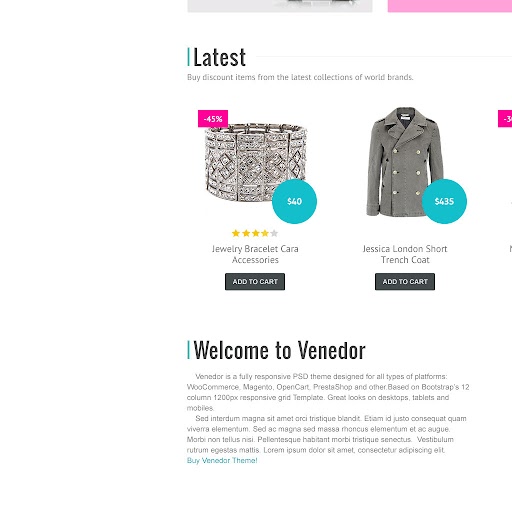 Latest
Buy discount items from the latest collections of world brands.
-45%
$40
$435
Jewelry Bracelet Cara
Accessories
ADD TO CART
Jessica London Short
Trench Coat
ADD TO CART
Welcome to Venedor
Venedor is a fully responsive PSD theme designed for all types of platforms:
WooCommerce, Magento, OpenCart, PrestaShop and other.Based on Bootstrap's 12
column 1200px responsive grid Template. Great looks on desktops, tablets and
mobiles.
Sed interdum magna sit amet orci tristique blandit. Etiam id justo consequat quam
viverra elementum. Sed ac magna sed massa rhoncus elementum et ac augue.
Morbi non tellus nisi. Pellentesque habitant morbi tristique senectus. Vestibulum
rutrum egestas mattis. Lorem ipsum dolor sit amet, consectetur adipiscing elit.
Buy Venedor Theme!